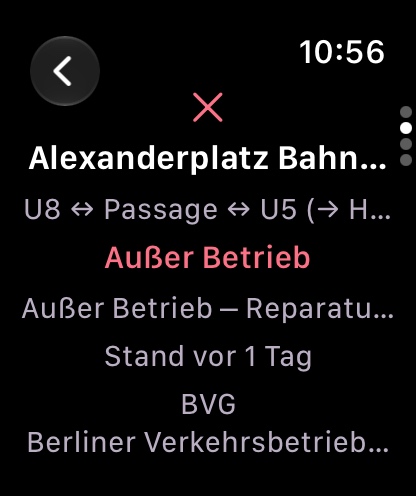 10:56
Alexanderplatz Bahn...
U8 ↔ Passage ↔ U5 (→ H...
Außer Betrieb
Außer Betrieb – Reparatu...
Stand vor 1 Tag
BVG
Berliner Verkehrsbetrieb...